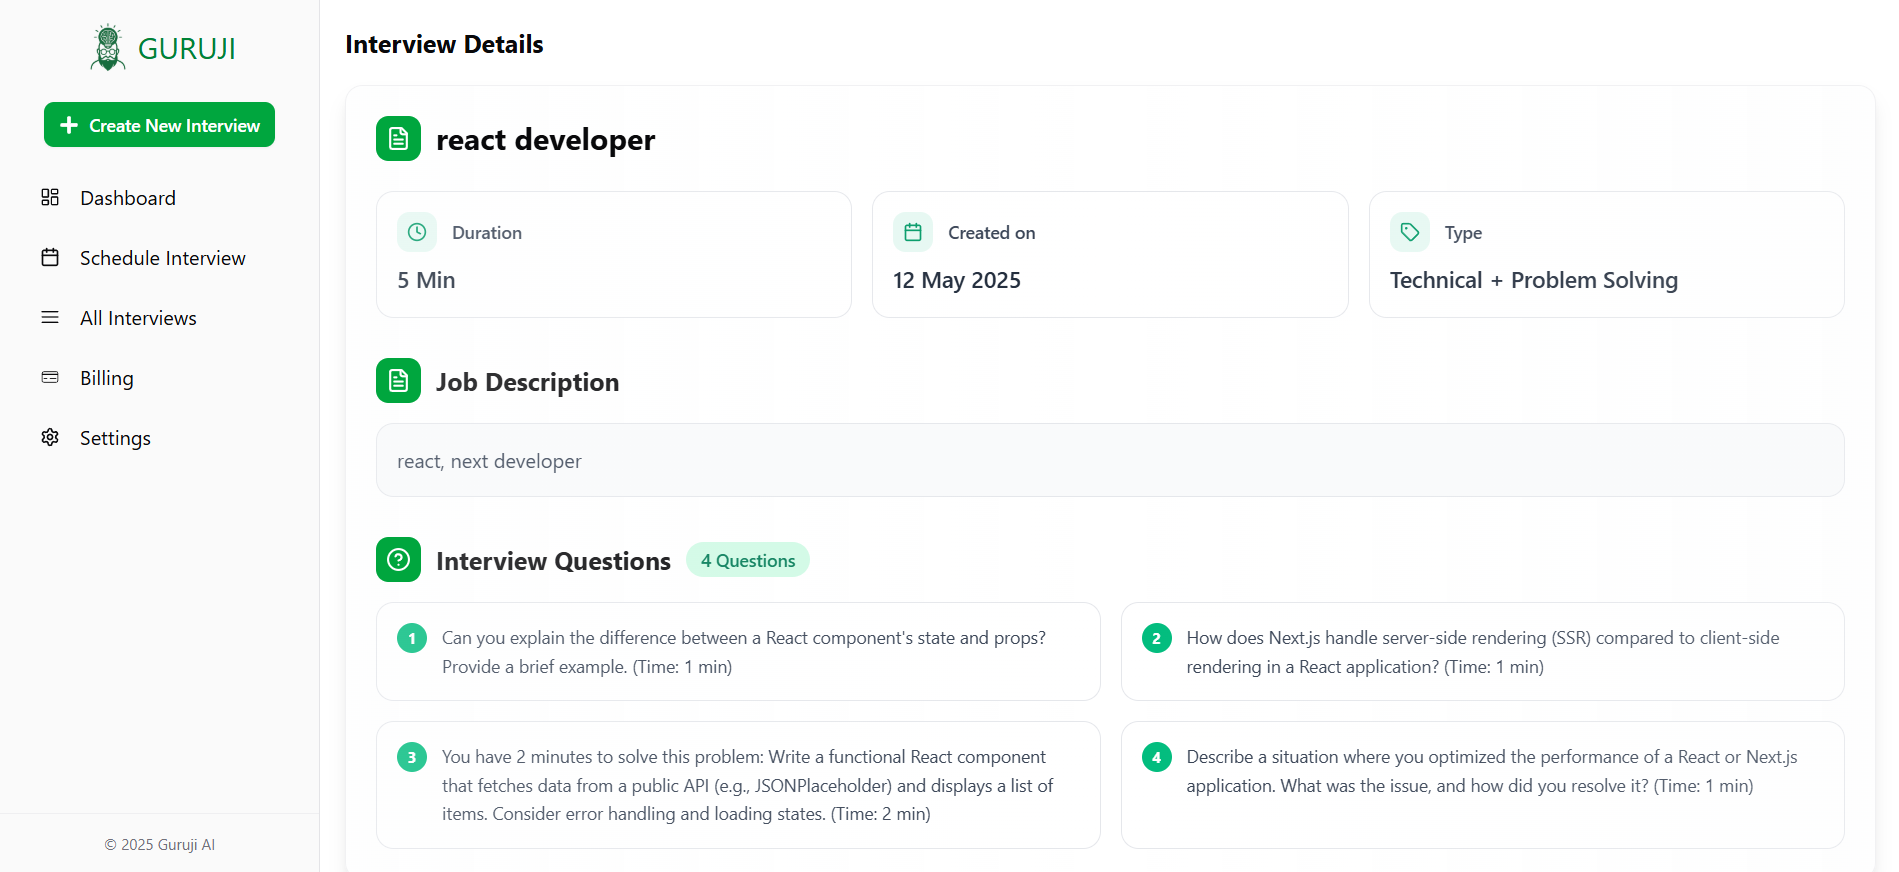 GURUJI
Create New Interview
Dashboard
Schedule Interview
All Interviews
Billing
Settings
© 2025 Guruji AI
Interview Details
react developer
Duration
5 Min
Created on
12 May 2025
Type
Technical + Problem Solving
Job Description
react, next developer
Interview Questions
4 Questions
1
Can you explain the difference between a React component's state and props?
Provide a brief example. (Time: 1 min)
2
How does Next.js handle server-side rendering (SSR) compared to client-side
rendering in a React application? (Time: 1 min)
3
You have 2 minutes to solve this problem: Write a functional React component
that fetches data from a public API (e.g., JSONPlaceholder) and displays a list of
items. Consider error handling and loading states. (Time: 2 min)
4
Describe a situation where you optimized the performance of a React or Next.js
application. What was the issue, and how did you resolve it? (Time: 1 min)